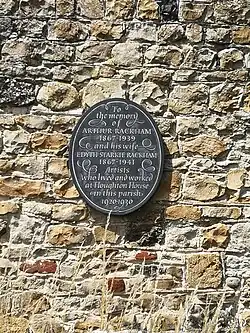 To
the memory
of
ARTHUR RACKHAM
1867-1939
and his wife
EDYTH STARKIE RACKHAM
1867-1941
Artists
who lived and worked
at Houghton House
in this parish
1920-1930